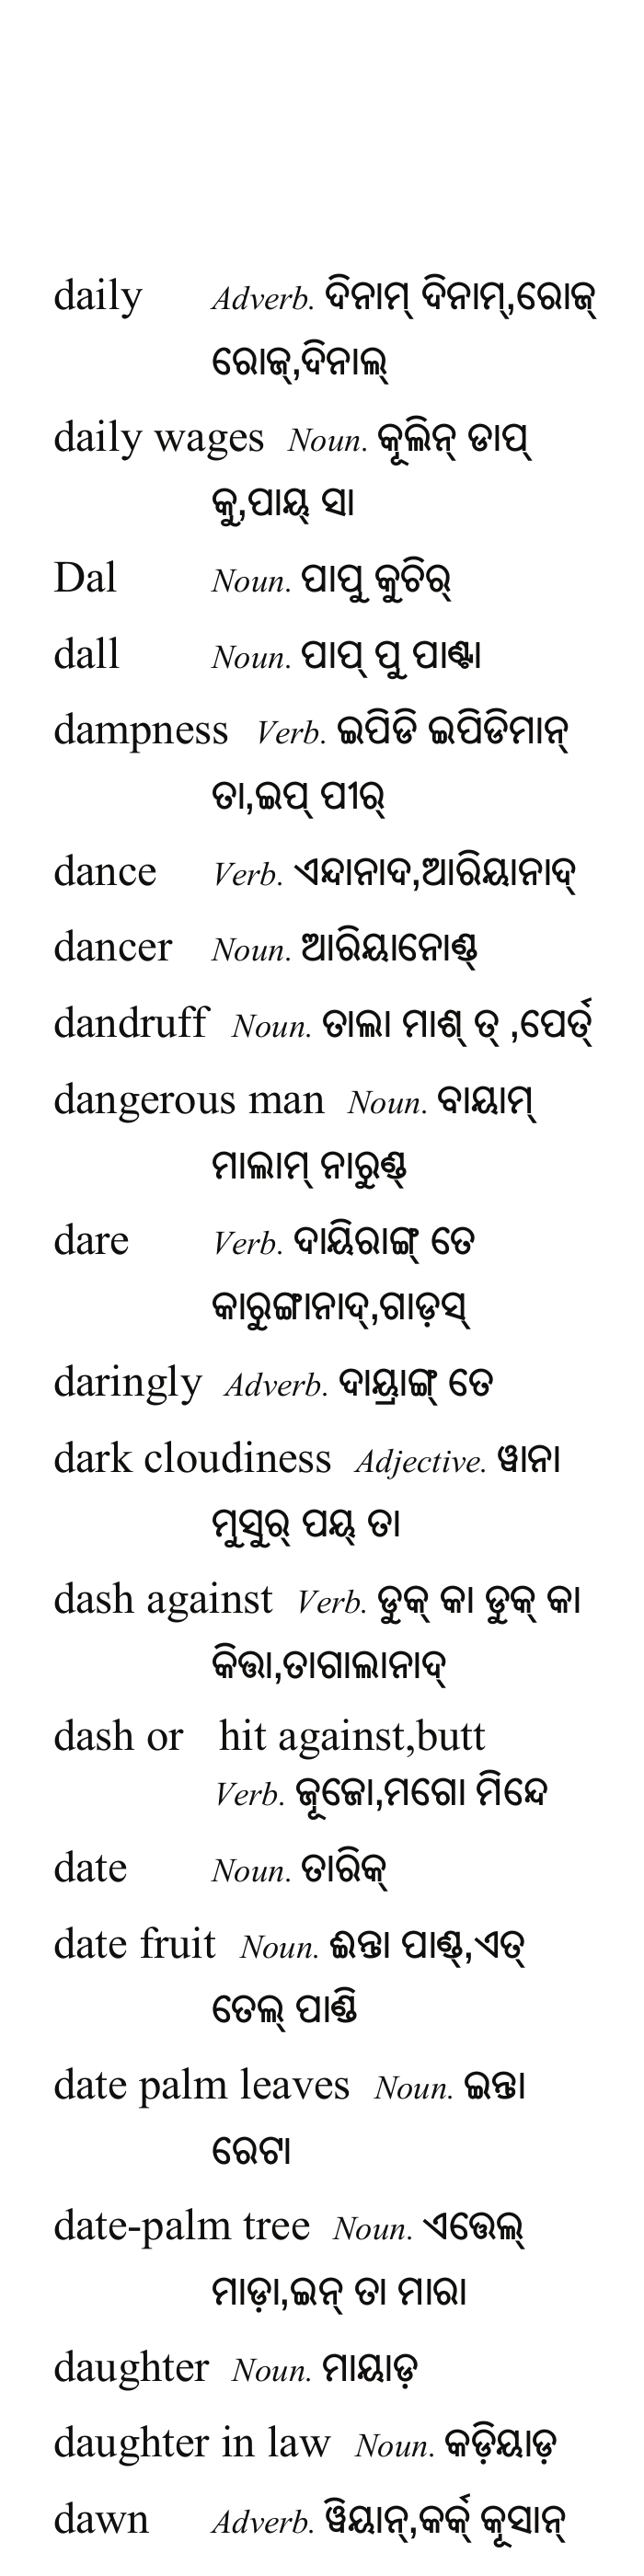 daily Adverb. ଦିନାମ୍ ଦିନାମ୍,ରୋଜ୍
ରୋଜ୍,ଦିନାଲ୍
daily wages Noun. କୂଲିନ୍ ଡାପ୍
କୁ,ପାୟ୍ ସା
Dal Noun. ପାପୁ କୁଚିର୍
dall Noun. ପାପ୍ ପୁ ପାଣ୍ଟା
dampness Verb. ଇପିଡି ଇପିଡିମାନ୍
ତା,ଇପ୍ ପୀର୍
dance Verb. ଏନ୍ଦାନାଦ,ଆରିୟାନାଦ୍
dancer Noun. ଆରିୟାନୋଣ୍ଡ୍
dandruff Noun. ତାଲା ମାଶ୍ ତ୍ ,ପେର୍ତ୍
dangerous man Noun. ବାୟାମ୍
ମାଲାମ୍ ନାରୁଣ୍ଡ୍
dare Verb. ଦାୟିରାଙ୍ଗ୍ ତେ
କାରୁଙ୍ଗାନାଦ୍,ଗାଡ଼ସ୍
daringly Adverb. ଦାୟ୍ରାଙ୍ଗ୍ ତେ
dark cloudiness Adjective. ୱାନା
ମୁସୁର୍ ପୟ୍ ତା
dash against Verb. ଡୁକ୍ କା ଡୁକ୍ କା
କିତ୍ତା,ତାଗାଲାନାଦ୍
dash or hit against,butt
Verb. ଜୂଜୋ,ମଗୋ ମିନ୍ଦେ
date Noun. ତାରିକ୍
date fruit Noun. ଈନ୍ତା ପାଣ୍ଡ୍,ଏତ୍
ତେଲ୍ ପାଣ୍ଡି
date palm leaves Noun. ଇନ୍ତା
ରେଟା
date-palm tree Noun. ଏତ୍ତେଲ୍
ମାଡ଼ା,ଇନ୍ ତା ମାରା
daughter Noun. ମାୟାଡ଼
daughter in law Noun. କଡ଼ିୟାଡ଼
dawn Adverb. ୱିୟାନ୍,କର୍କ୍ କୂସାନ୍